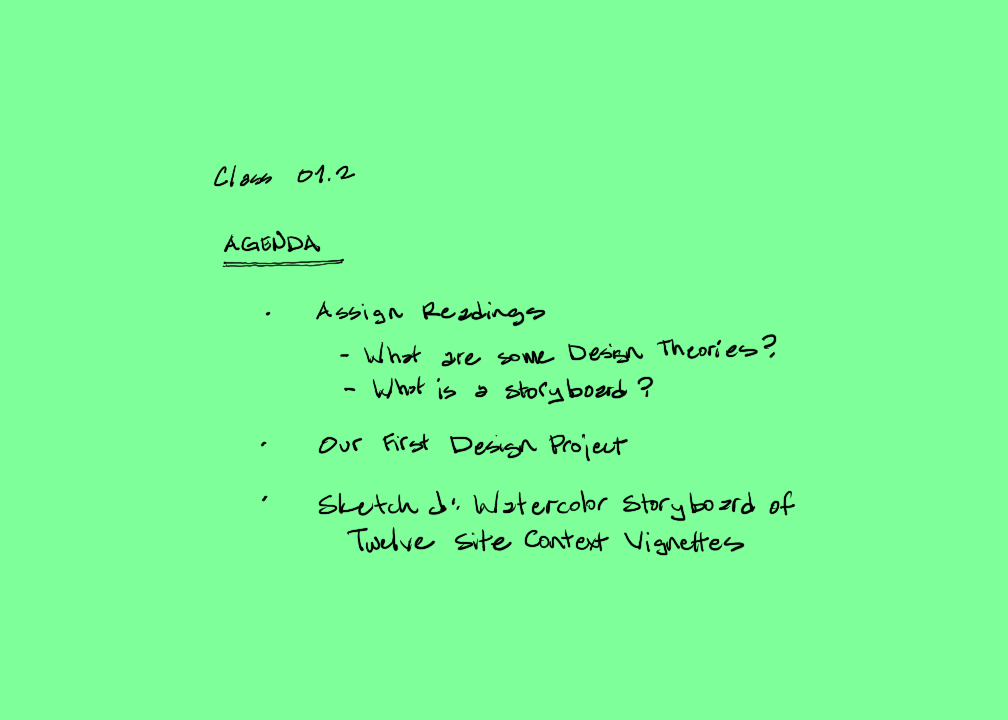 Class 01.2
AGENDA
· Assign Readings
- What are some Design Theories?
- What is a storyboard?
· Our First Design Project
· Sketch & Watercolor Storyboard of
Twelve Site Context Vignettes